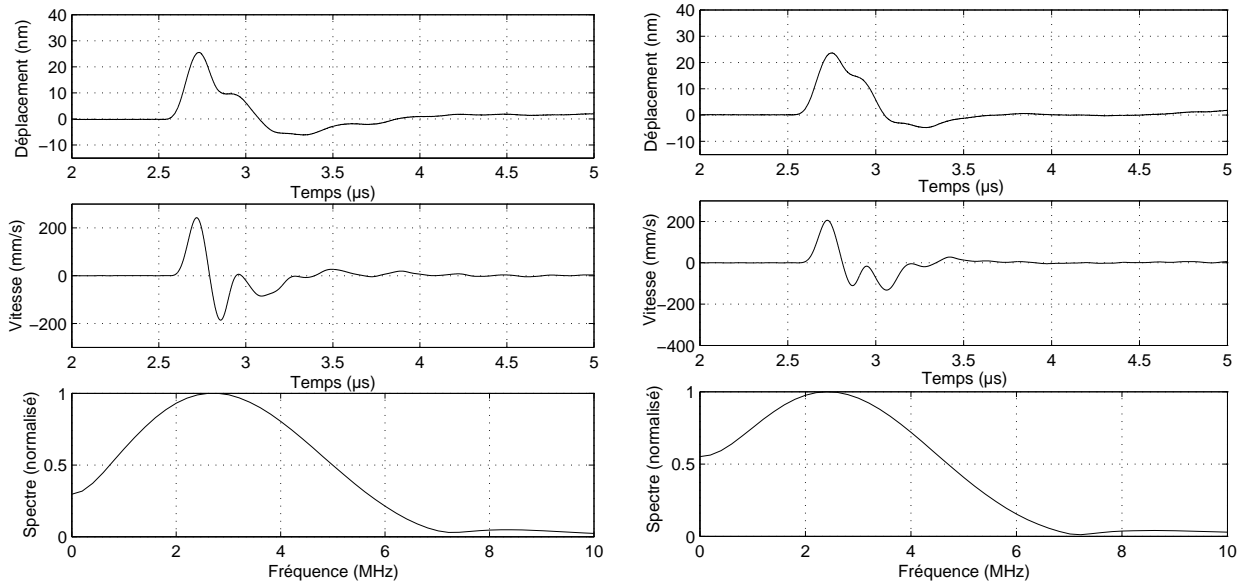 Déplacement (nm)
40
30
20
10
0
−10
2 2.5 3 3.5 4 4.5 5
Temps (µs)
Vitesse (mm/s)
200
0
−200
2 2.5 3 3.5 4 4.5 5
Temps (µs)
Spectre (normalisé)
1
0.5
0
0 2 4 6 8 10
Fréquence (MHz)
Déplacement (nm)
40
30
20
10
0
−10
2 2.5 3 3.5 4 4.5 5
Temps (µs)
Vitesse (mm/s)
200
0
−200
−400
2 2.5 3 3.5 4 4.5 5
Temps (µs)
Spectre (normalisé)
1
0.5
0
0 2 4 6 8 10
Fréquence (MHz)